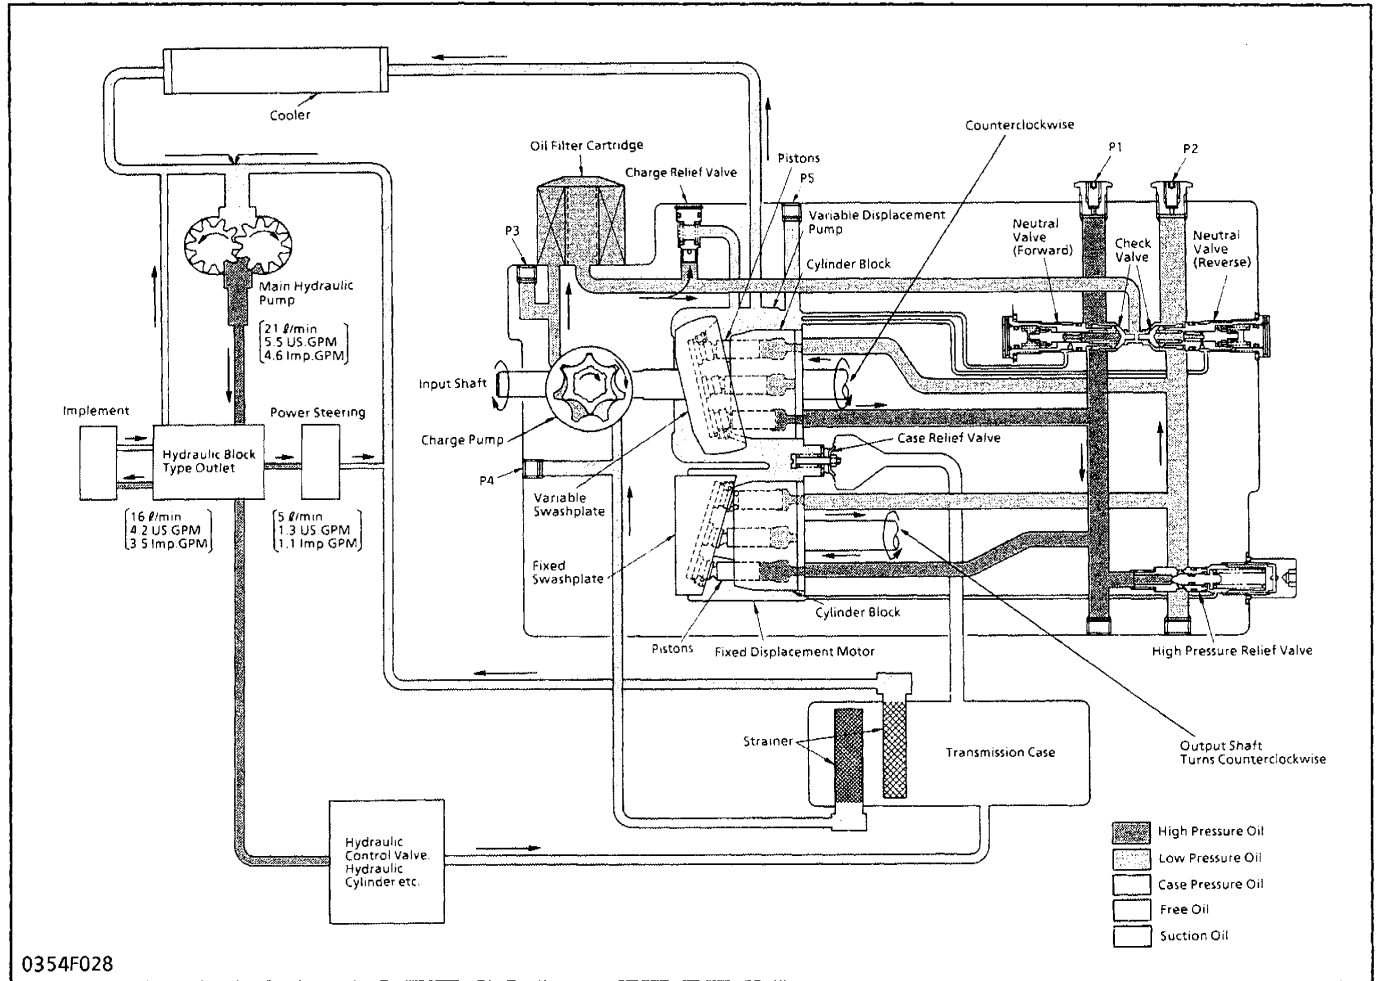 Cooler
Counterclockwise
Oil Filter Cartridge
Pistons
P1
P2
Charge Relief Valve
P5
Variable Displacement
Pump
P3
Neutral
Valve
(Forward)
Check
Valve
Neutral
Valve
(Reverse)
Cylinder Block
Main Hydraulic
Pump
21 ℓ/min
5.5 US.GPM
4.6 Imp.GPM
Input Shaft
Implement
Power Steering
Charge Pump
Case Relief Valve
Hydraulic Block
Type Outlet
P4
Variable
Swashplate
16 ℓ/min
4.2 US.GPM
3.5 Imp.GPM
5 ℓ/min
1.3 US.GPM
1.1 Imp GPM
Fixed
Swashplate
Cylinder Block
Pistons
Fixed Displacement Motor
High Pressure Relief Valve
Strainer
Transmission Case
Output Shaft
Turns Counterclockwise
Hydraulic
Control Valve.
Hydraulic
Cylinder etc.
High Pressure Oil
Low Pressure Oil
Case Pressure Oil
Free Oil
Suction Oil
0354F028